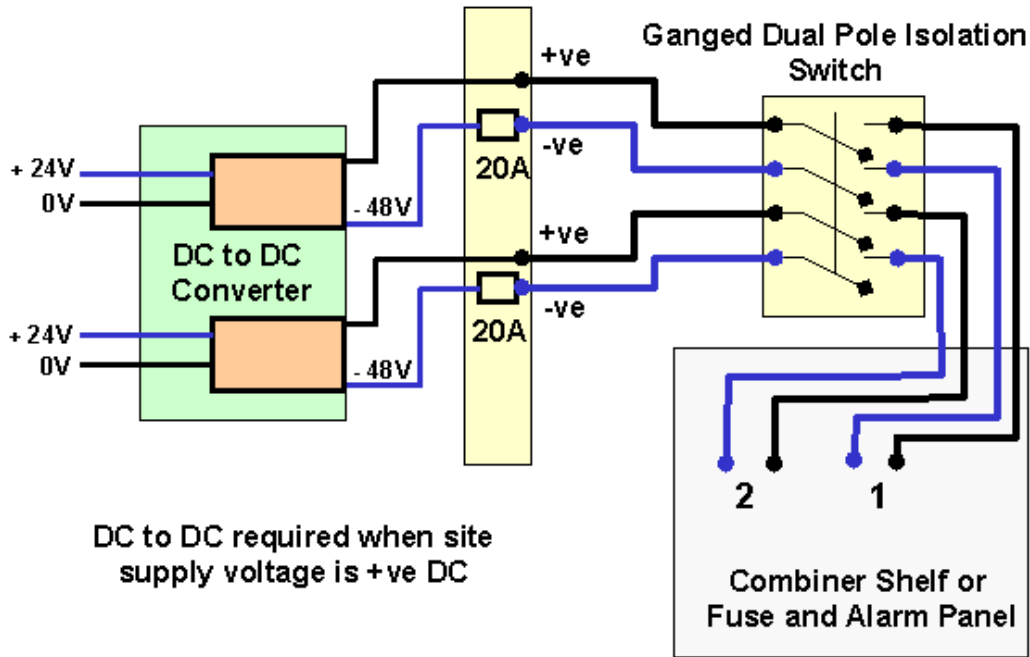 Ganged Dual Pole Isolation
Switch
+ve
-ve
20A
+ 24V
0V
- 48V
DC to DC
Converter
+ve
-ve
20A
+ 24V
0V
- 48V
2
1
DC to DC required when site
supply voltage is +ve DC
Combiner Shelf or
Fuse and Alarm Panel